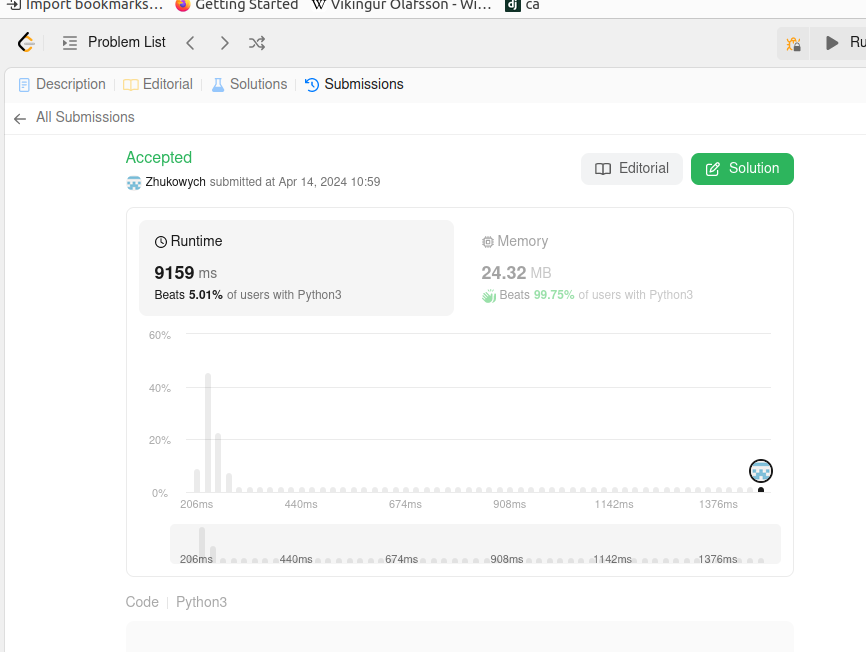 Import bookmarks... Getting Started Víkingur Ólafsson - Wi... dj ca
Problem List Ru
Description Editorial Solutions Submissions
All Submissions
Accepted
Zhukowych submitted at Apr 14, 2024 10:59
Editorial Solution
Runtime Memory
9159 ms 24.32 MB
Beats 5.01% of users with Python3 Beats 99.75% of users with Python3
60%
40%
20%
0%
206ms 440ms 674ms 908ms 1142ms 1376ms
206ms 440ms 674ms 908ms 1142ms 1376ms
Code Python3